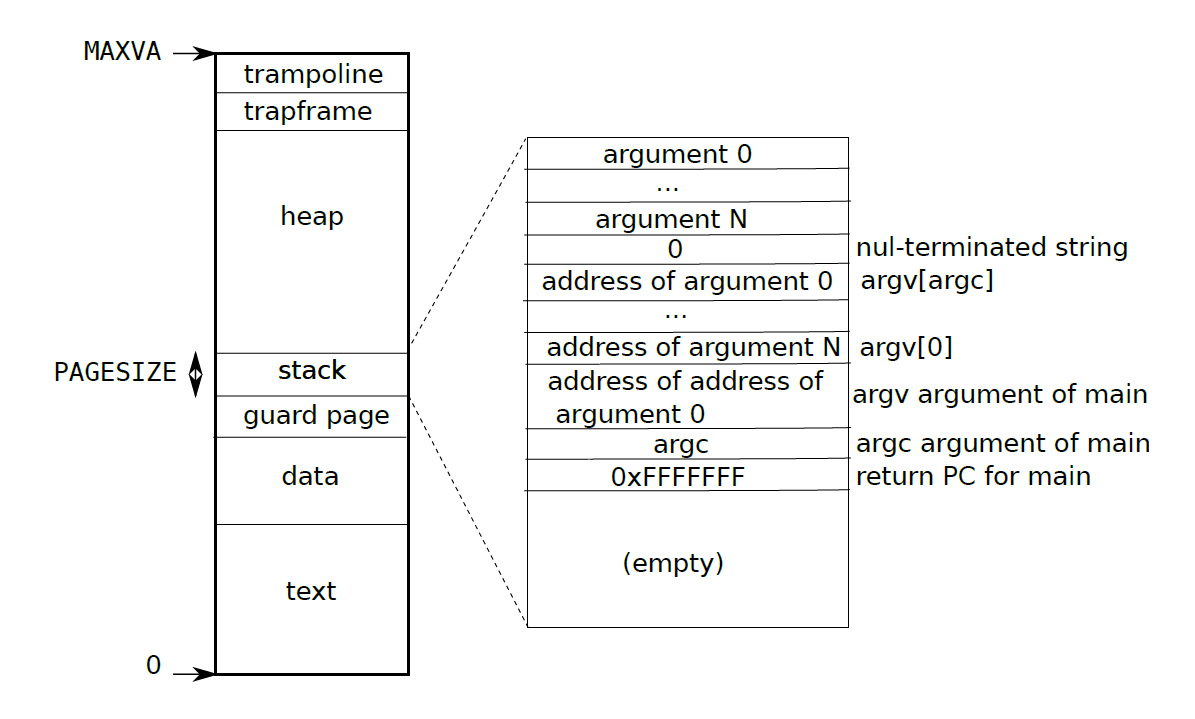 MAXVA
trampoline
trapframe
heap
PAGESIZE
stack
guard page
data
text
0
argument 0
...
argument N
0
nul-terminated string
address of argument 0
argv[argc]
...
address of argument N
argv[0]
address of address of
argument 0
argv argument of main
argc
argc argument of main
0xFFFFFFF
return PC for main
(empty)